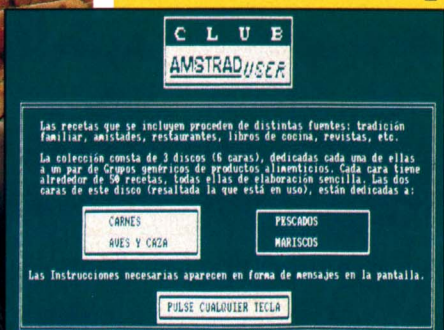 CLUB
AMSTRAD USER
Las recetas que se incluyen proceden de distintas fuentes: tradición
familiar, amistades, restaurantes, libros de cocina, revistas, etc.
La colección consta de 3 discos (6 caras), dedicadas cada una de ellas
a un par de Grupos genéricos de productos alimenticios. Cada cara tiene
alrededor de 50 recetas, todas ellas de elaboración sencilla. Las dos
caras de este disco (resaltada la que está en uso), están dedicadas a:
CARNES
AVES Y CAZA
PESCADOS
MARISCOS
Las Instrucciones necesarias aparecen en forma de mensajes en la pantalla.
PULSE CUALQUIER TECLA